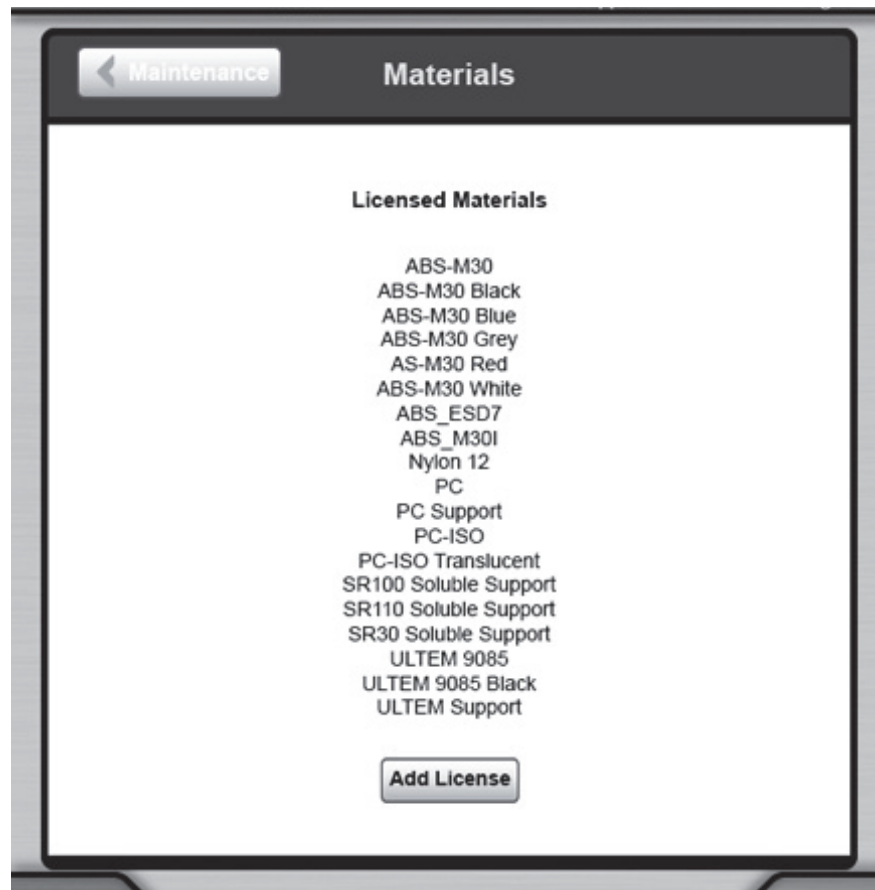 Maintenance
Materials
Licensed Materials
ABS-M30
ABS-M30 Black
ABS-M30 Blue
ABS-M30 Grey
AS-M30 Red
ABS-M30 White
ABS_ESD7
ABS_M30I
Nylon 12
PC
PC Support
PC-ISO
PC-ISO Translucent
SR100 Soluble Support
SR110 Soluble Support
SR30 Soluble Support
ULTEM 9085
ULTEM 9085 Black
ULTEM Support
Add License